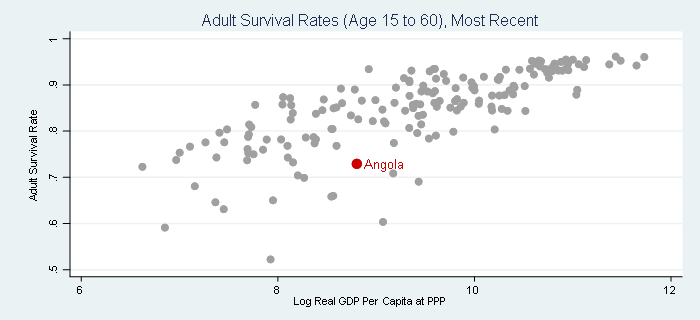 Adult Survival Rates (Age 15 to 60), Most Recent
Adult Survival Rate
1
.9
.8
.7
.6
.5
Angola
6 8 10 12
Log Real GDP Per Capita at PPP